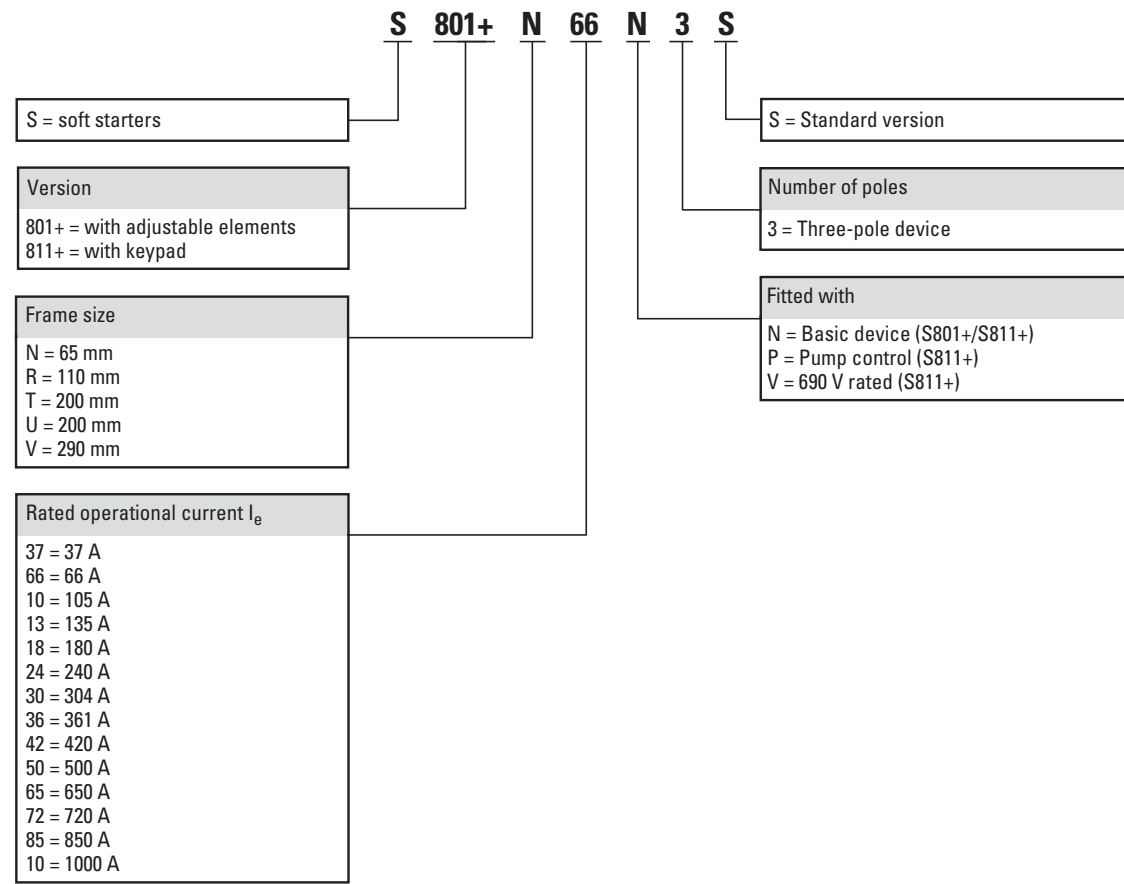 S 801+ N 66 N 3 S
S = soft starters
Version
801+ = with adjustable elements
811+ = with keypad
Frame size
N = 65 mm
R = 110 mm
T = 200 mm
U = 200 mm
V = 290 mm
Rated operational current Ie
37 = 37 A
66 = 66 A
10 = 105 A
13 = 135 A
18 = 180 A
24 = 240 A
30 = 304 A
36 = 361 A
42 = 420 A
50 = 500 A
65 = 650 A
72 = 720 A
85 = 850 A
10 = 1000 A
S = Standard version
Number of poles
3 = Three-pole device
Fitted with
N = Basic device (S801+/S811+)
P = Pump control (S811+)
V = 690 V rated (S811+)